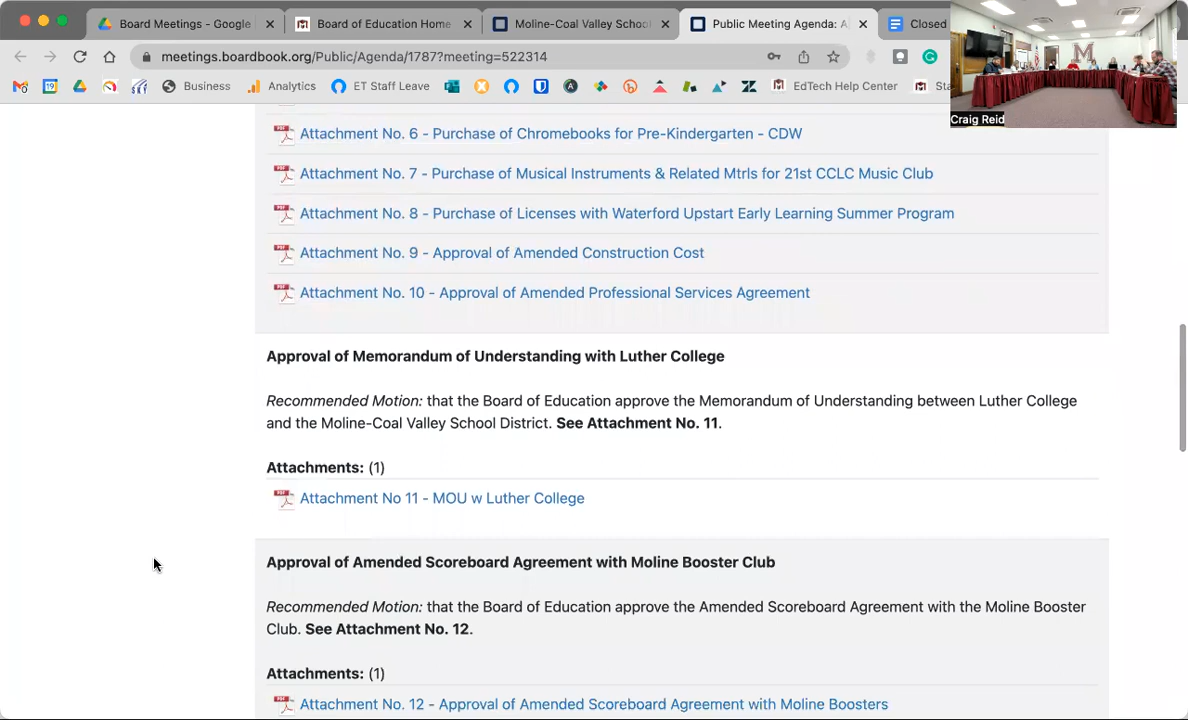 Board Meetings - Google
Board of Education Home
Moline-Coal Valley Schoo
Public Meeting Agenda: A
Closed
meetings.boardbook.org/Public/Agenda/1787?meeting=522314
Business
Analytics
ET Staff Leave
EdTech Help Center
Sta
M
Craig Reid
Attachment No. 6 - Purchase of Chromebooks for Pre-Kindergarten - CDW
Attachment No. 7 - Purchase of Musical Instruments & Related Mtrls for 21st CCLC Music Club
Attachment No. 8 - Purchase of Licenses with Waterford Upstart Early Learning Summer Program
Attachment No. 9 - Approval of Amended Construction Cost
Attachment No. 10 - Approval of Amended Professional Services Agreement
Approval of Memorandum of Understanding with Luther College
Recommended Motion: that the Board of Education approve the Memorandum of Understanding between Luther College
and the Moline-Coal Valley School District. See Attachment No. 11.
Attachments: (1)
Attachment No 11 - MOU w Luther College
Approval of Amended Scoreboard Agreement with Moline Booster Club
Recommended Motion: that the Board of Education approve the Amended Scoreboard Agreement with the Moline Booster
Club. See Attachment No. 12.
Attachments: (1)
Attachment No. 12 - Approval of Amended Scoreboard Agreement with Moline Boosters